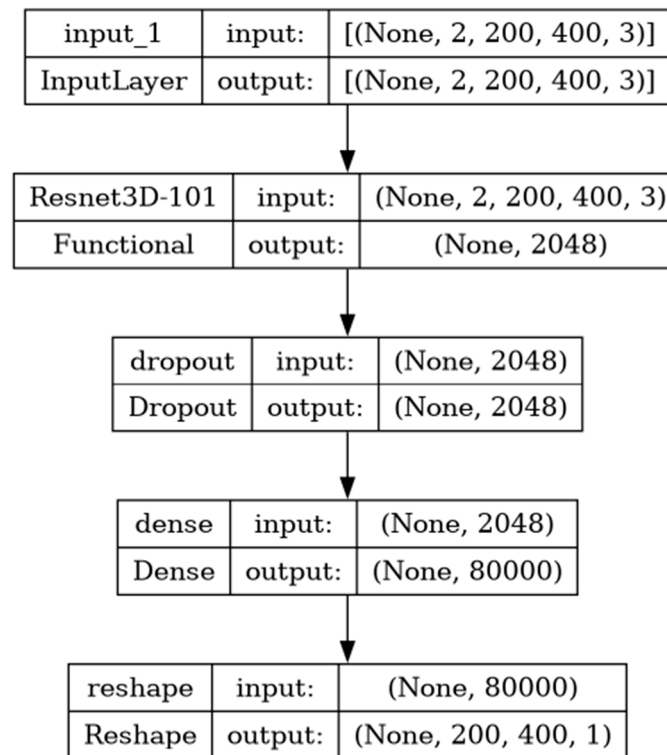 input_1 input: [(None, 2, 200, 400, 3)]
InputLayer output: [(None, 2, 200, 400, 3)]
Resnet3D-101 input: (None, 2, 200, 400, 3)
Functional output: (None, 2048)
dropout input: (None, 2048)
Dropout output: (None, 2048)
dense input: (None, 2048)
Dense output: (None, 80000)
reshape input: (None, 80000)
Reshape output: (None, 200, 400, 1)